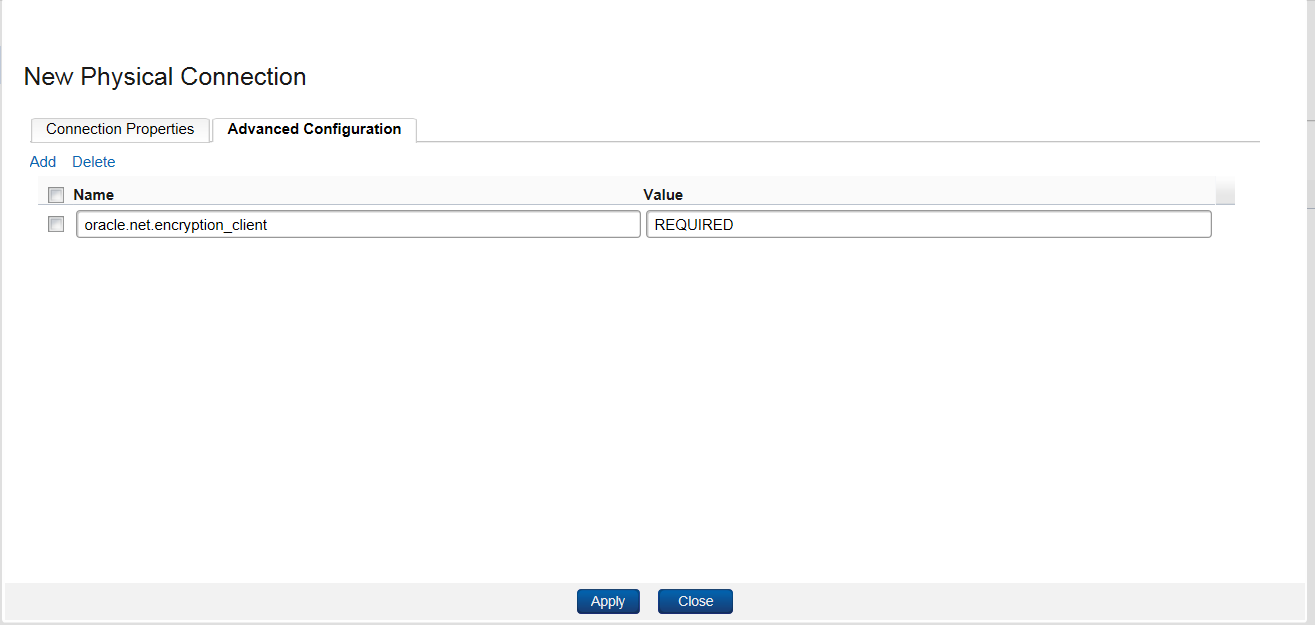 New Physical Connection
Connection Properties Advanced Configuration
Add Delete
Name Value
oracle.net.encryption_client REQUIRED
Apply Close